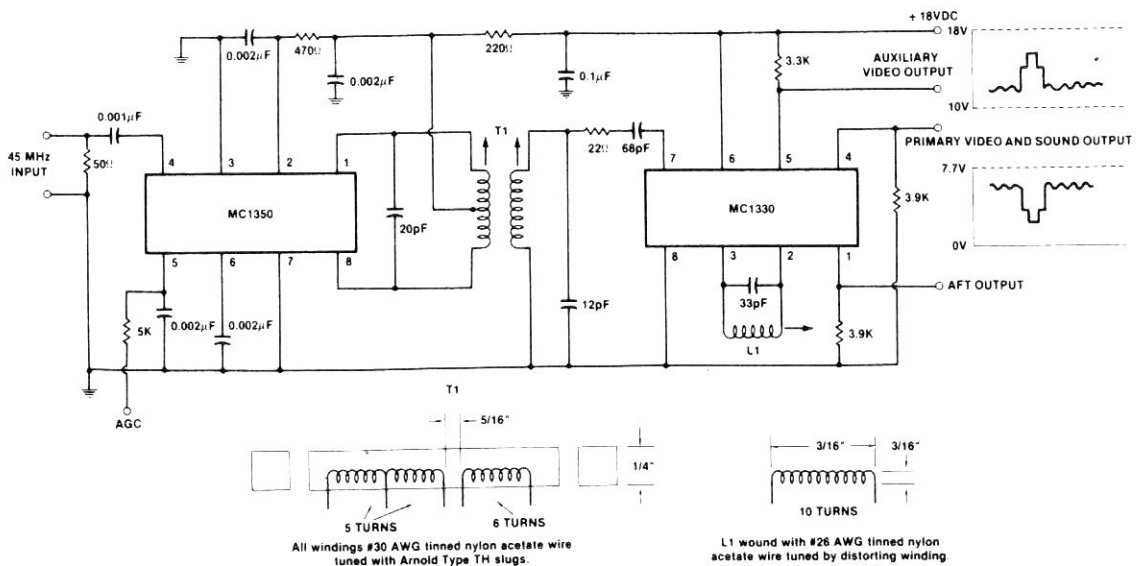 + 18VDC
18V
0.002µF
470Ω
220Ω
3.3K
AUXILIARY
VIDEO OUTPUT
0.002µF
0.1µF
10V
0.001µF
T1
PRIMARY VIDEO AND SOUND OUTPUT
45 MHz
INPUT
50Ω
4
3
2
1
22Ω
68pF
7
6
5
4
7.7V
MC1350
20pF
MC1330
3.9K
0V
5
6
7
8
8
3
2
1
AFT OUTPUT
33pF
5K
0.002µF
0.002µF
12pF
L1
3.9K
AGC
T1
5/16"
3/16"
3/16"
1/4"
5 TURNS
6 TURNS
10 TURNS
All windings #30 AWG tinned nylon acetate wire
tuned with Arnold Type TH slugs.
L1 wound with #26 AWG tinned nylon
acetate wire tuned by distorting winding.